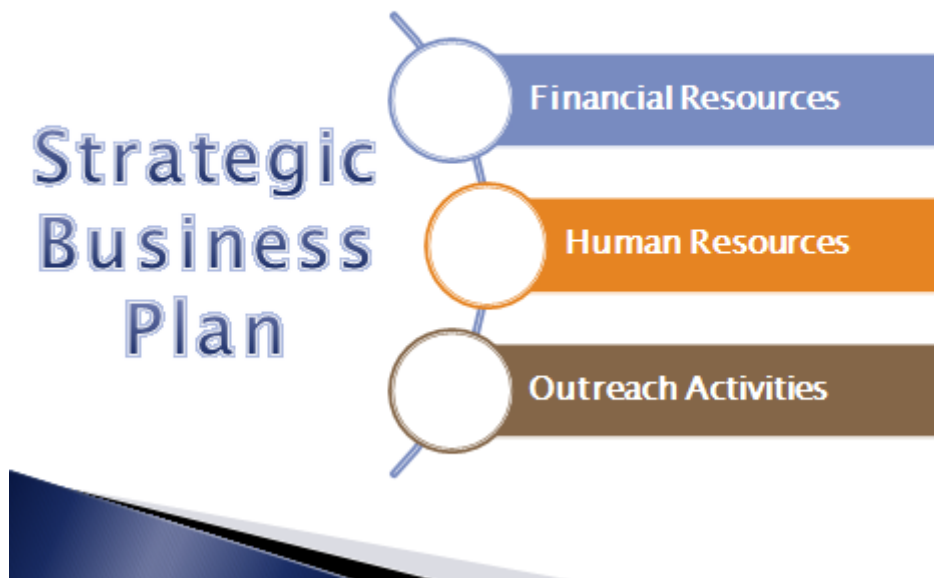 Strategic
Business
Plan
Financial Resources
Human Resources
Outreach Activities